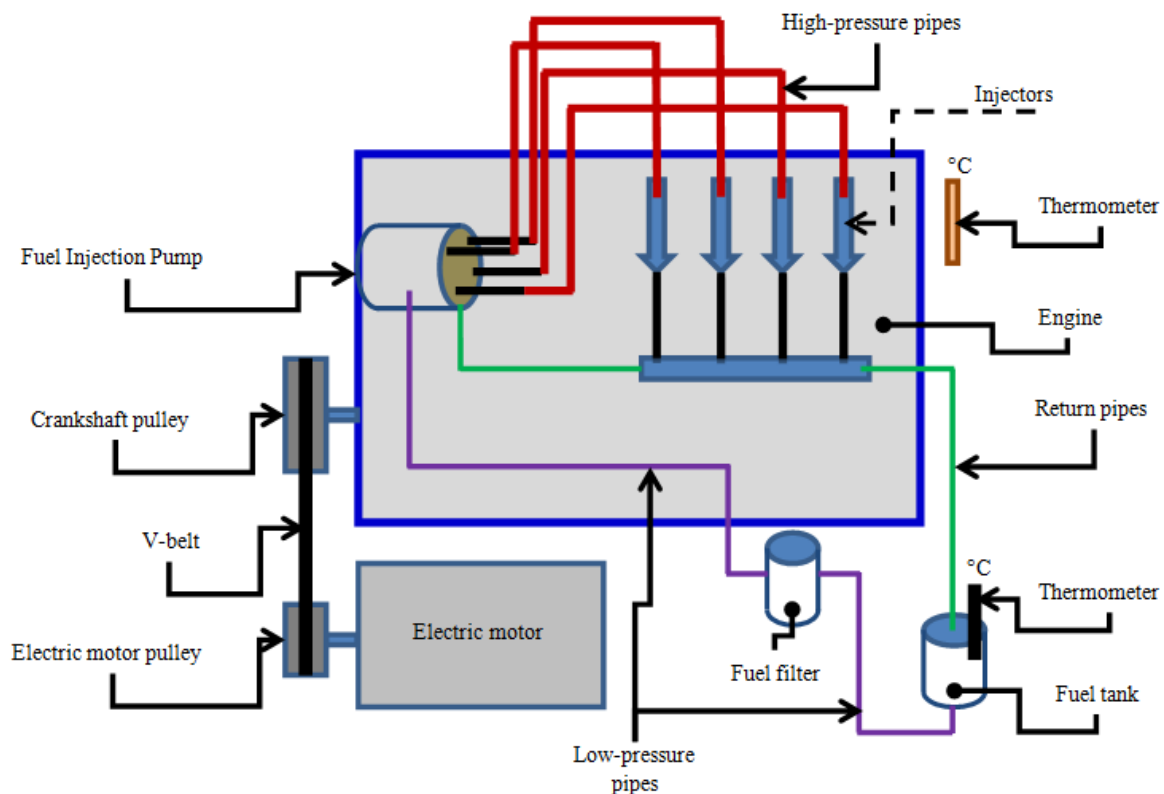 High-pressure pipes
Injectors
°C
Thermometer
Fuel Injection Pump
Engine
Crankshaft pulley
Return pipes
V-belt
°C
Thermometer
Electric motor
Electric motor pulley
Fuel filter
Fuel tank
Low-pressure
pipes